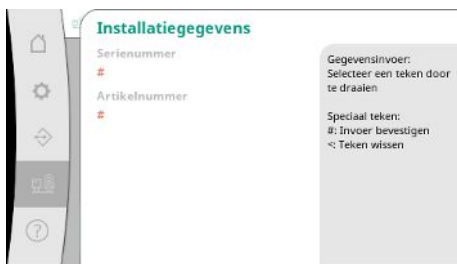 Installatiegegevens
Serienummer
#
Artikelnummer
#
Gegevensinvoer:
Selecteer een teken door
te draaien
Speciaal teken:
#: Invoer bevestigen
<: Teken wissen
?